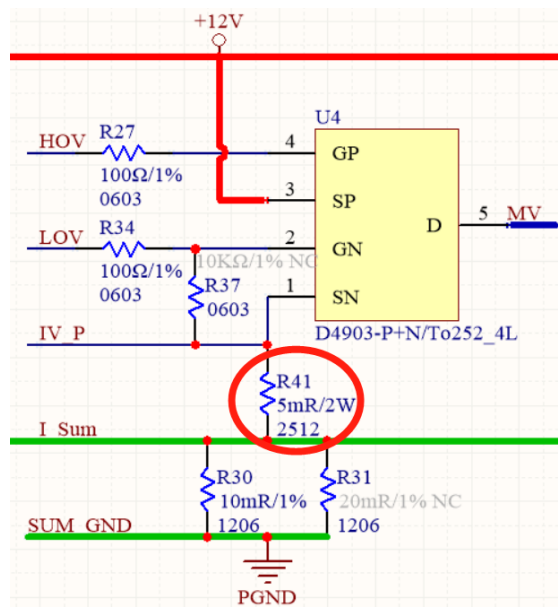 +12V
U4
HOV
R27
100Ω/1%
0603
4
GP
3
SP
LOV
R34
100Ω/1%
0603
2
GN
10KΩ/1% NC
R37
0603
1
SN
D
5
MV
D4903-P+N/To252_4L
IV_P
R41
5mR/2W
2512
I_Sum
R30
10mR/1%
1206
R31
20mR/1% NC
1206
SUM_GND
PGND